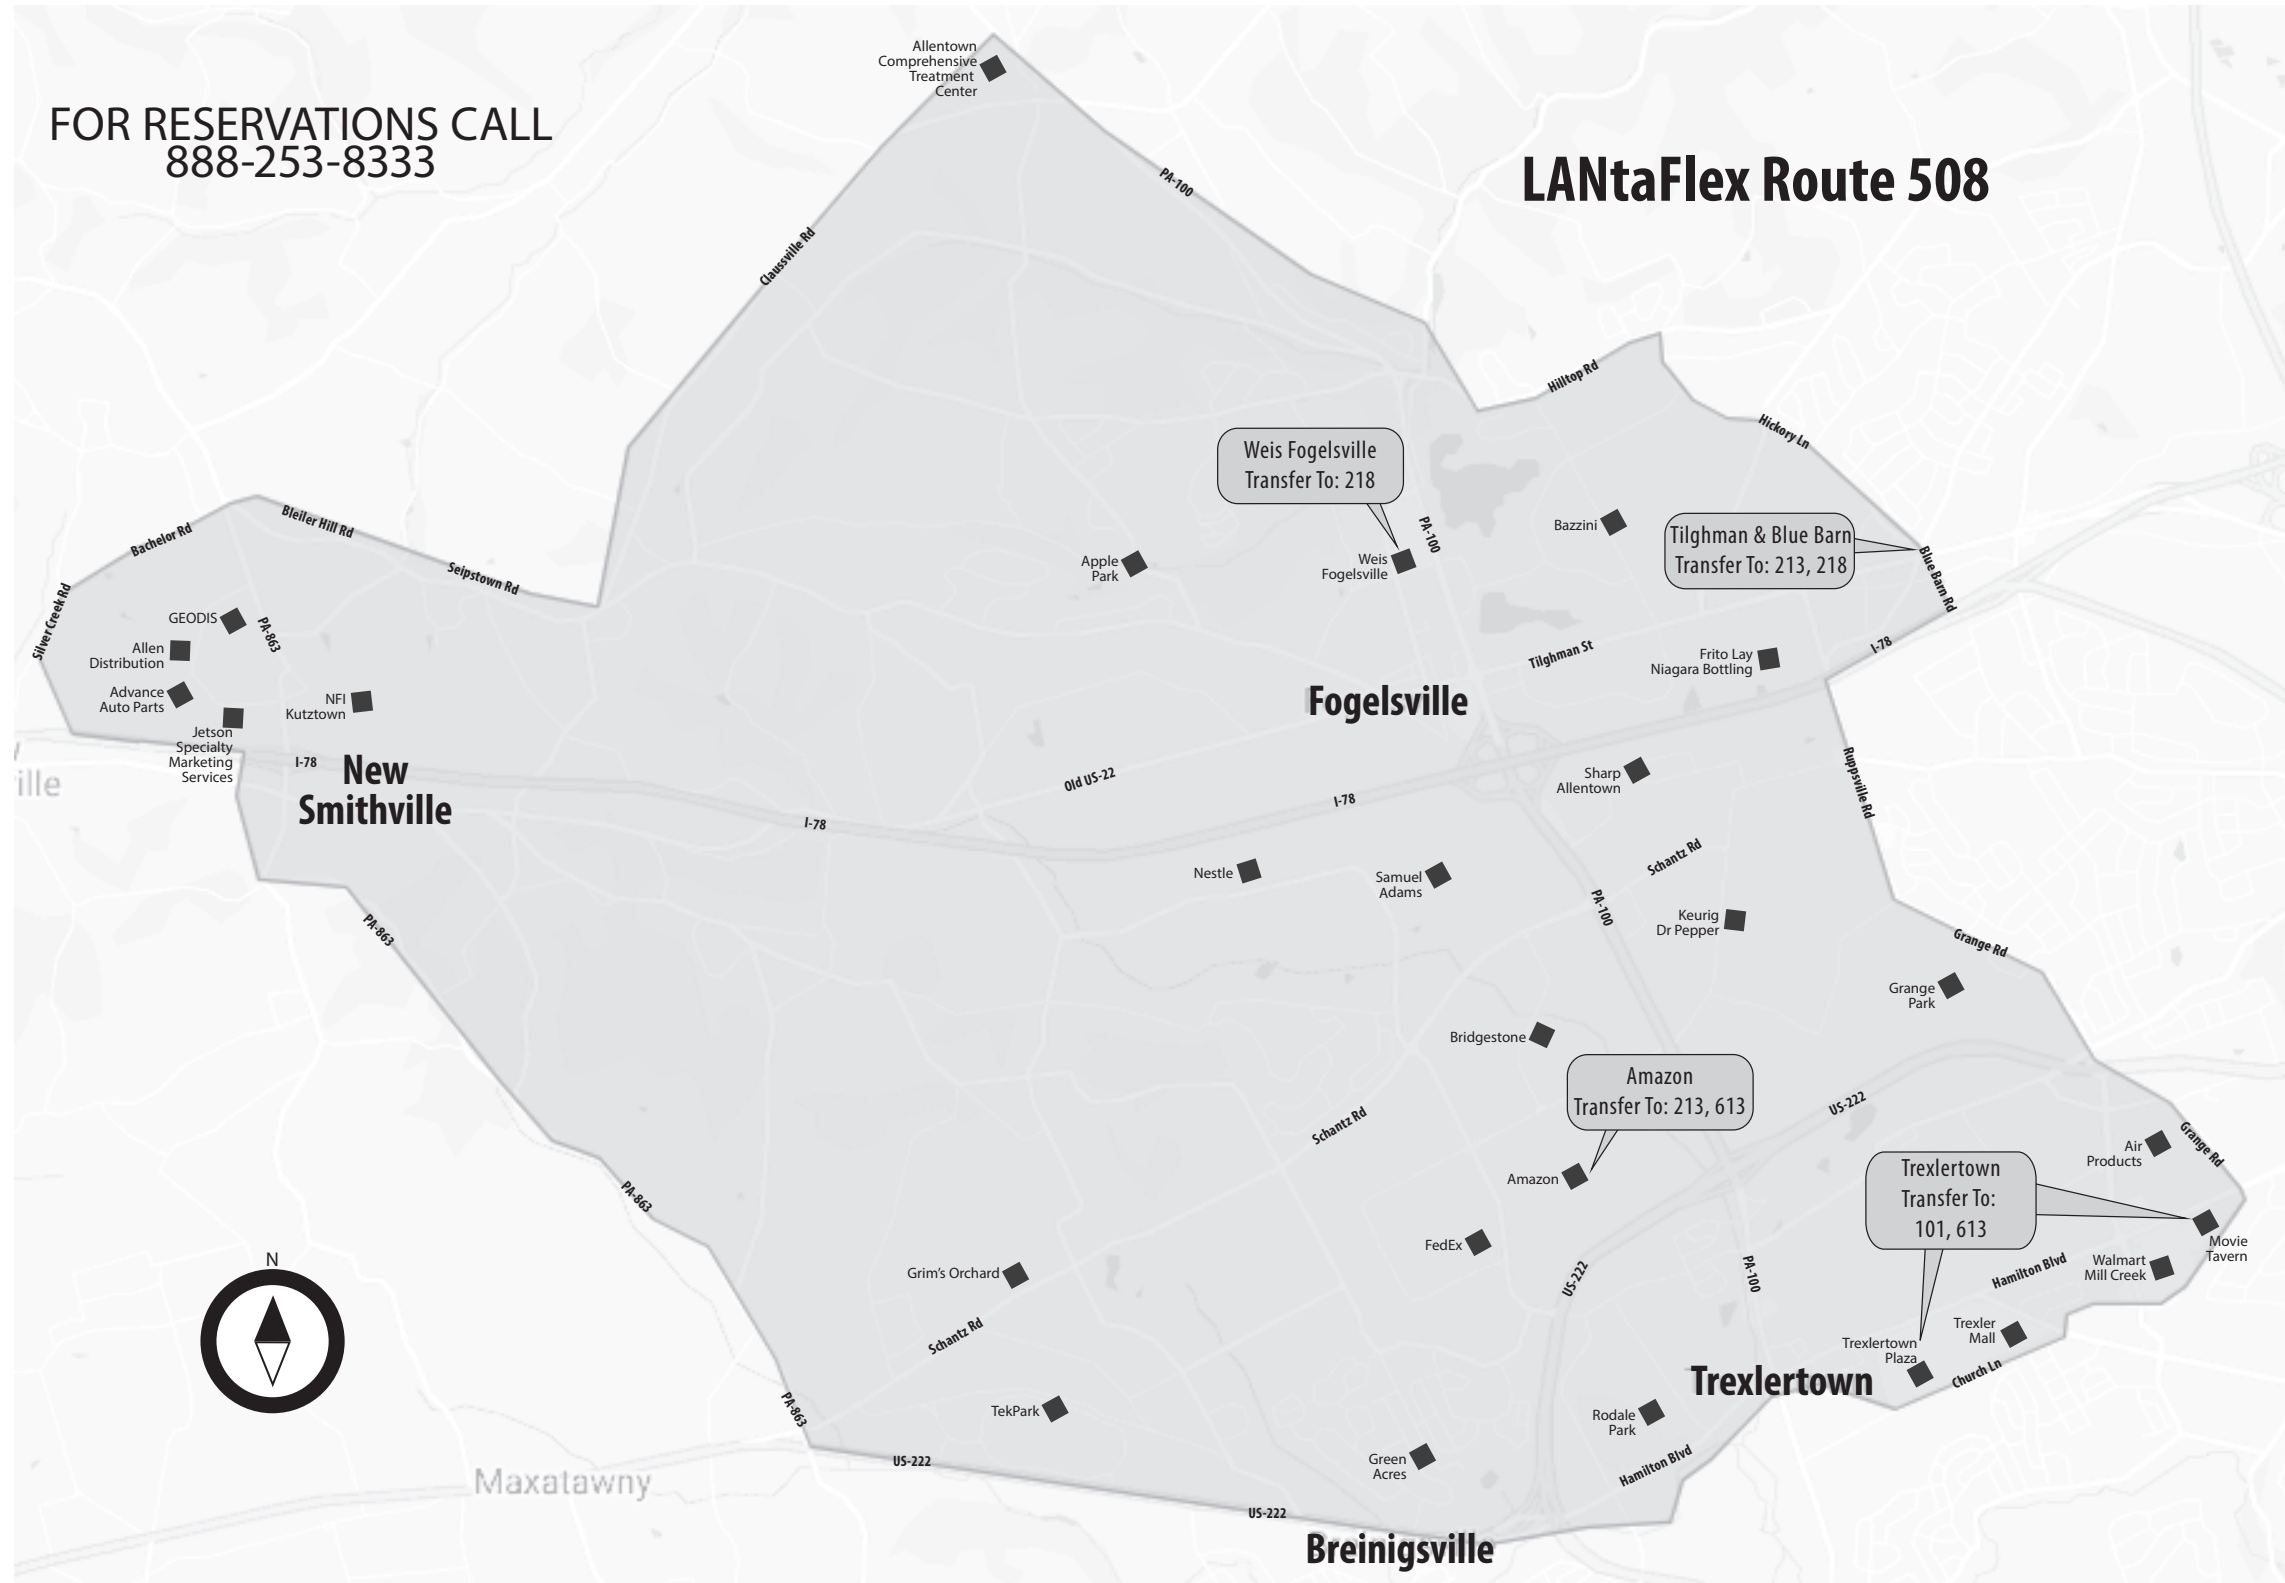 Allentown
Comprehensive
Treatment
Center
FOR RESERVATIONS CALL
888-253-8333
LANtaFlex Route 508
PA-100
Claussville Rd
Hilltop Rd
Hickory Ln
Weis Fogelsville
Transfer To: 218
Bachelor Rd
Bleiler Hill Rd
Seipstown Rd
Silver Creek Rd
PA-100
Bazzini
Tilghman & Blue Barn
Transfer To: 213, 218
Blue Barn Rd
Apple
Park
Weis
Fogelsville
GEODIS
PA-863
Allen
Distribution
Advance
Auto Parts
NFI
Kutztown
Jetson
Specialty
Marketing
Services
Tilghman St
Frito Lay
Niagara Bottling
I-78
Fogelsville
ille
I-78
New
Smithville
Old US-22
I-78
I-78
Sharp
Allentown
Ruppsville Rd
Schantz Rd
Nestle
Samuel
Adams
PA-100
Keurig
Dr Pepper
PA-863
Grange Rd
Grange
Park
Bridgestone
Amazon
Transfer To: 213, 613
US-222
Schantz Rd
Amazon
Air
Products
Grange Rd
Trexlertown
Transfer To:
101, 613
PA-863
FedEx
Movie
Tavern
Walmart
Mill Creek
Hamilton Blvd
US-222
PA-100
Grim's Orchard
Schantz Rd
N
Trexler
Mall
Trexlertown
Plaza
Church Ln
Trexlertown
TekPark
PA-863
Rodale
Park
Hamilton Blvd
Green
Acres
US-222
Maxatawny
US-222
Breinigsville